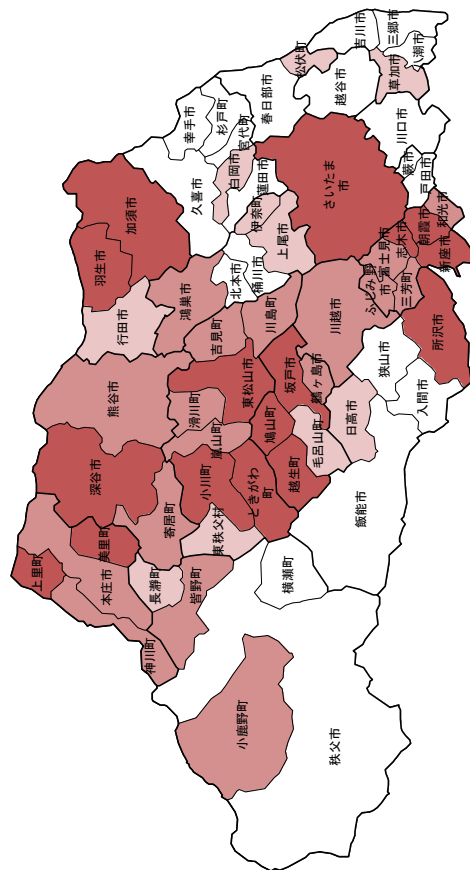 吉川市
三郷市
八潮市
松伏町
越谷市
草加市
春日部市
幸手市
杉戸町
宮代町
川口市
久喜市
白岡市
蓮田市
蕨市
戸田市
加須市
さいたま
市
伊奈町
上尾市
羽生市
北本市
桶川市
和光市
朝霞市
志木市
新座市
富士見市
ふじみ野
市
三芳町
行田市
鴻巣市
川島町
川越市
吉見町
所沢市
熊谷市
東松山市
坂戸市
鶴ヶ島市
狭山市
入間市
滑川町
嵐山町
鳩山町
毛呂山町
日高市
深谷市
小川町
ときがわ
町
越生町
寄居町
東秩父村
飯能市
美里町
上里町
本庄市
長瀞町
皆野町
横瀬町
神川町
小鹿野町
秩父市